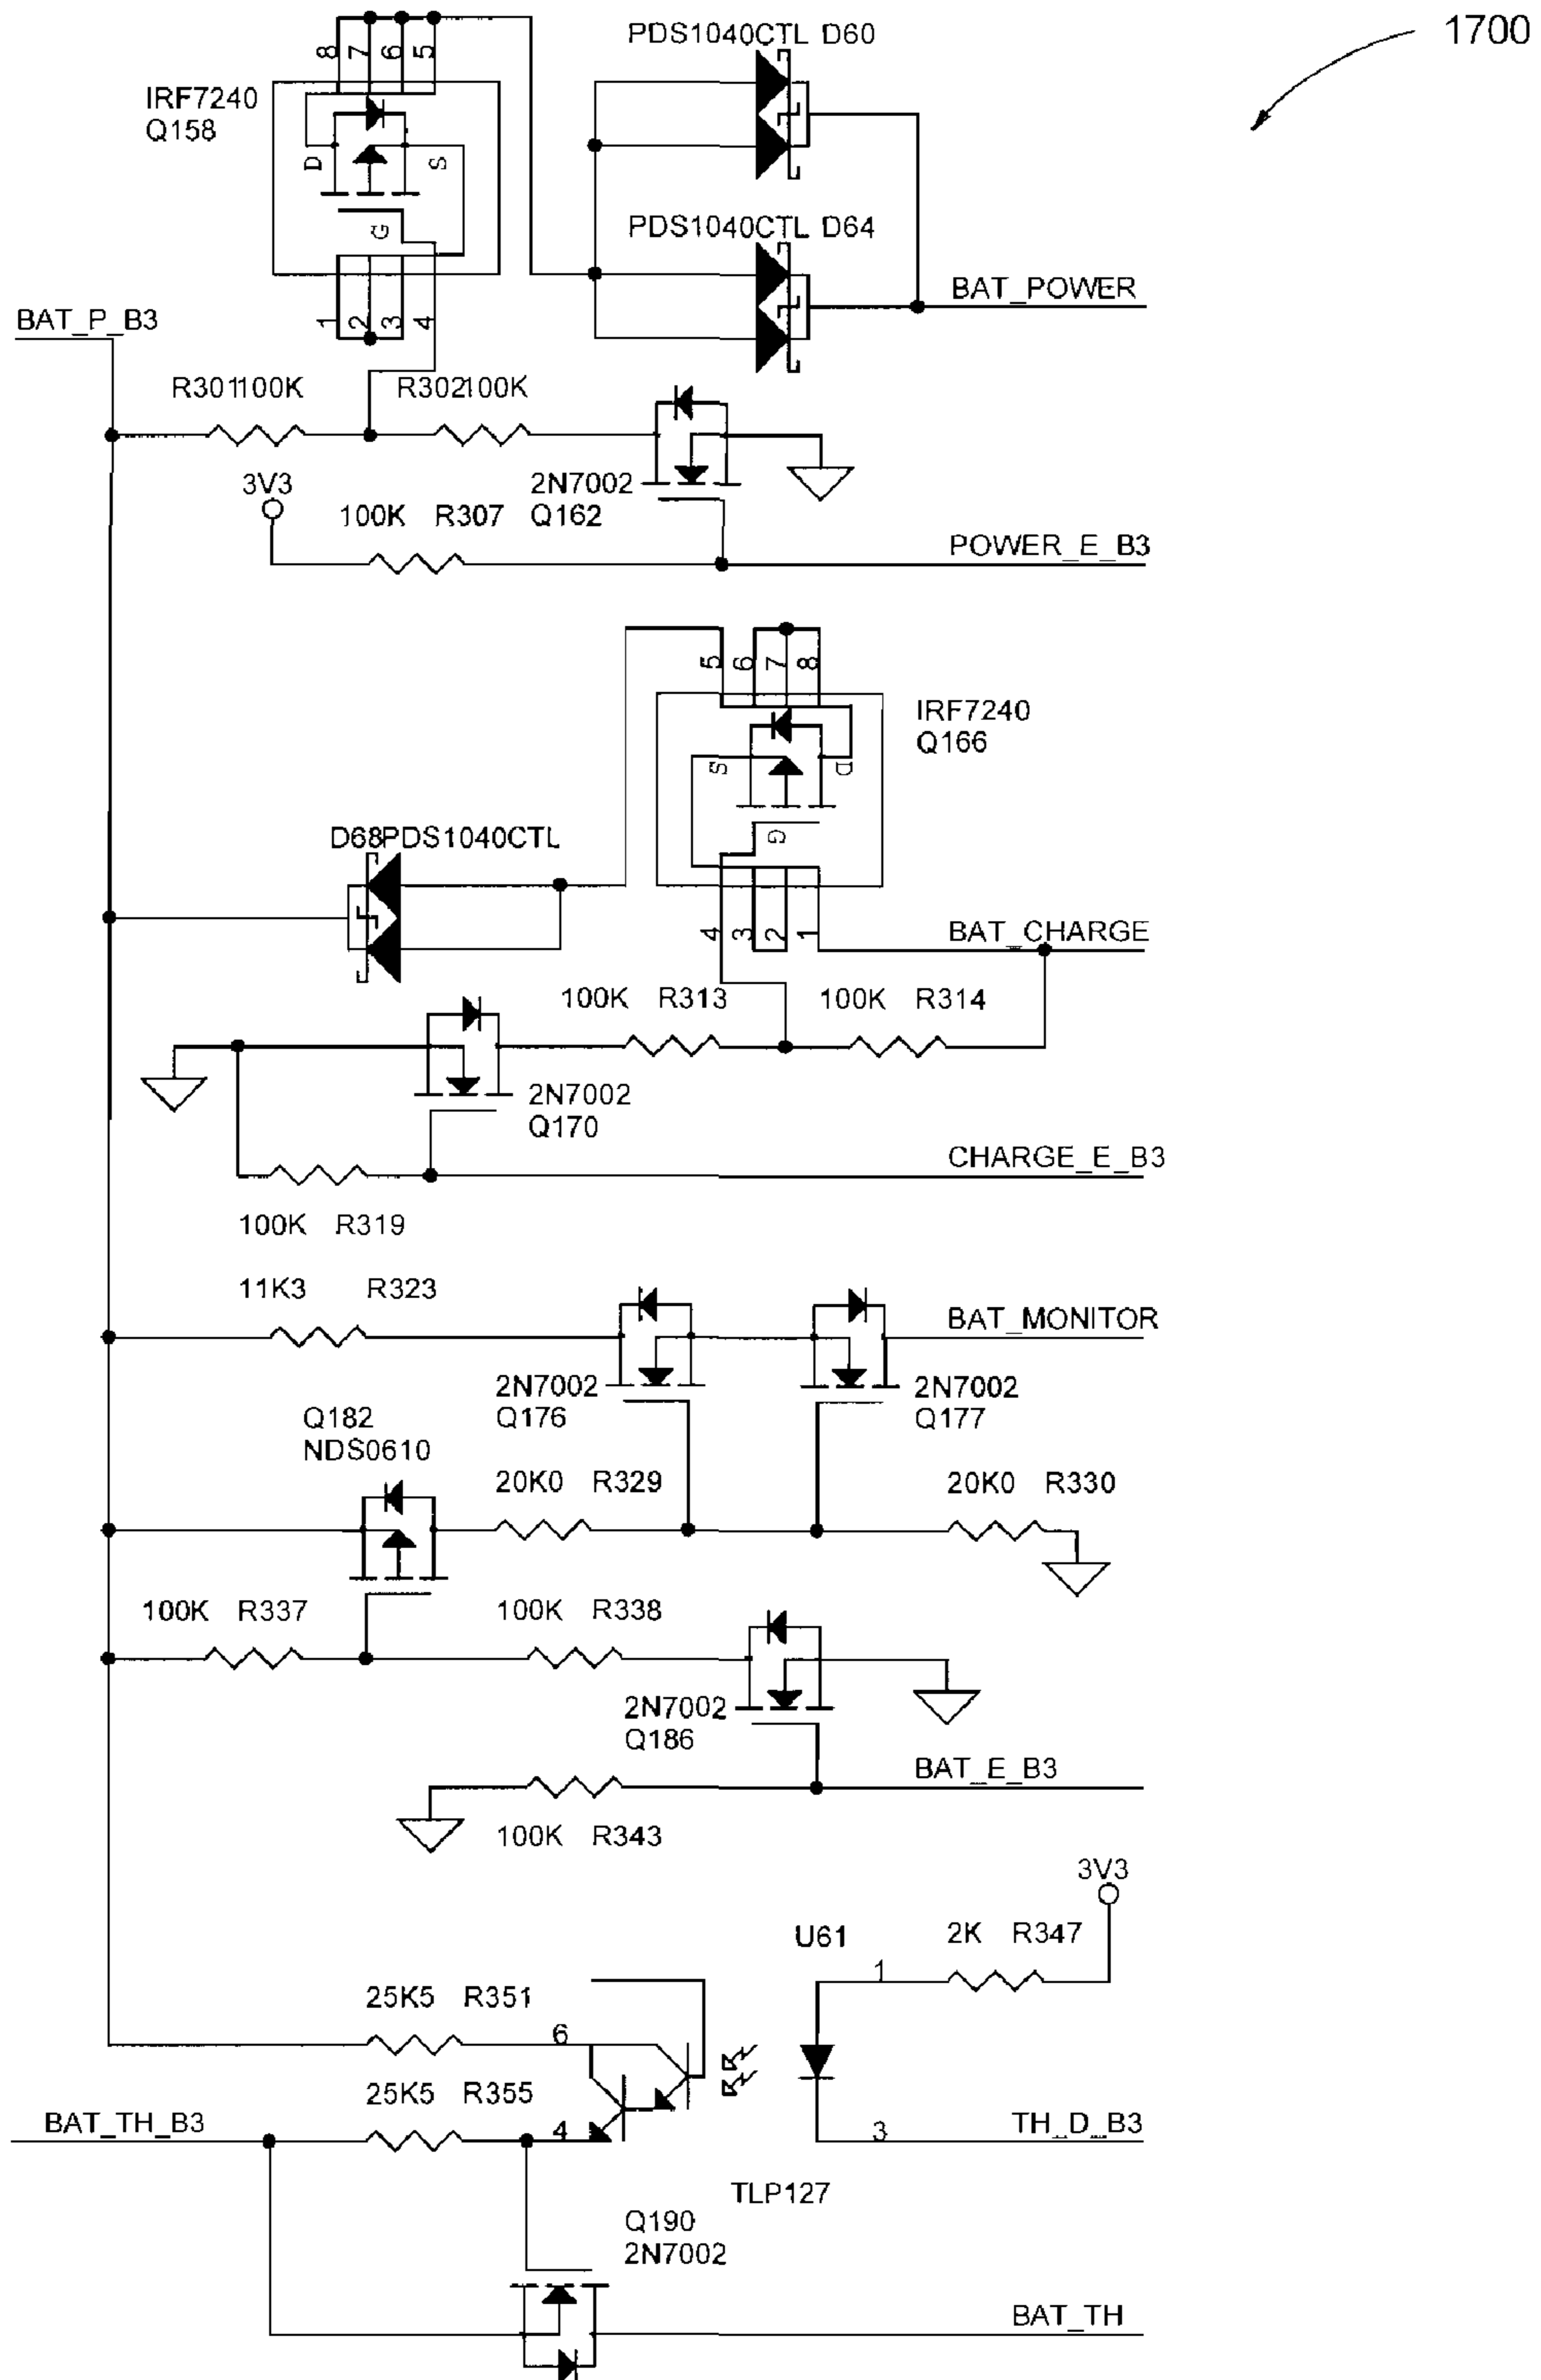 1700
PDS1040CTL D60
8 7 6 5
IRF7240
Q158
D S
G
PDS1040CTL D64
BAT_POWER
BAT_P_B3
1 2 3 4
R301 100K
R302 100K
3V3
2N7002
Q162
100K R307
POWER_E_B3
5 6 7 8
IRF7240
Q166
S D
G
D68PDS1040CTL
4 3 2 1
BAT_CHARGE
100K R313
100K R314
2N7002
Q170
CHARGE_E_B3
100K R319
11K3 R323
BAT_MONITOR
2N7002
Q176
2N7002
Q177
Q182
NDS0610
20K0 R329
20K0 R330
100K R337
100K R338
2N7002
Q186
BAT_E_B3
100K R343
3V3
U61
2K R347
1
25K5 R351
6
25K5 R355
BAT_TH_B3
4
3
TH_D_B3
TLP127
Q190
2N7002
BAT_TH